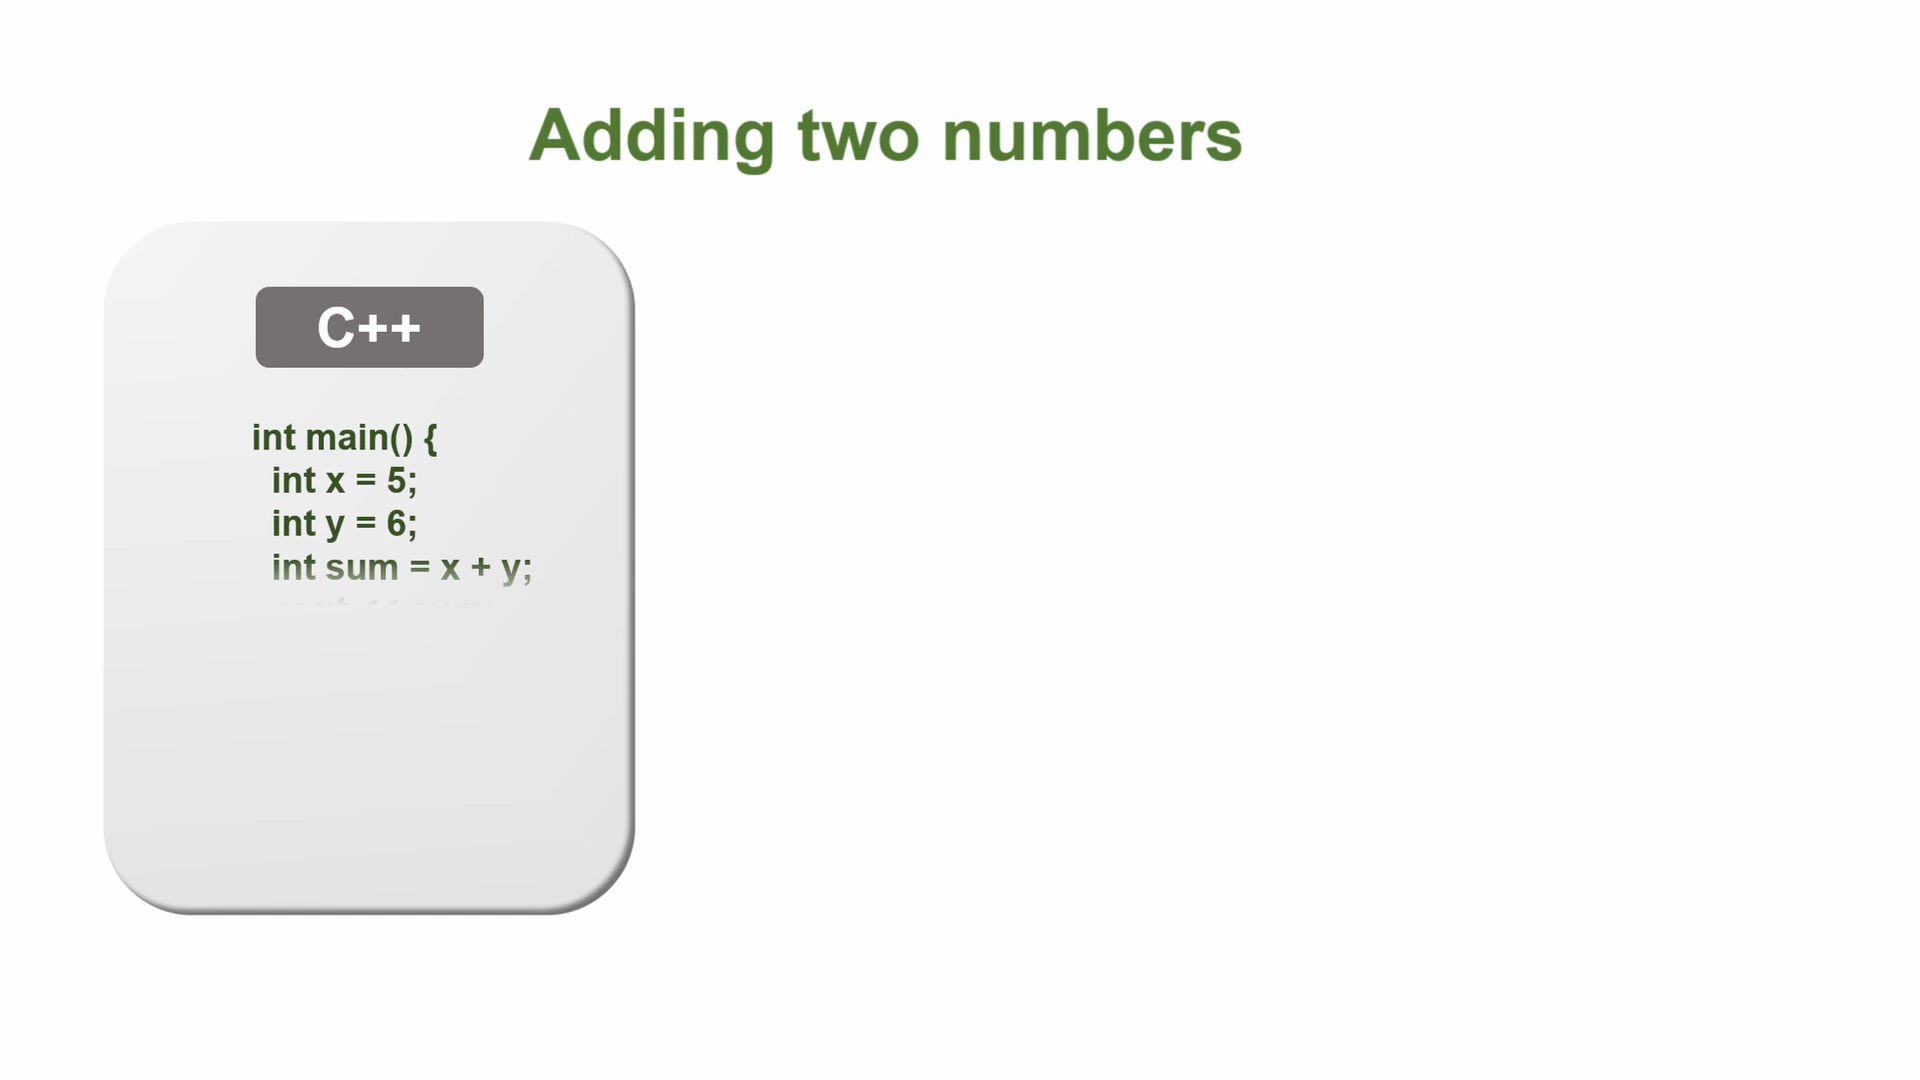 Adding two numbers
C++
int main() {
int x = 5;
int y = 6;
int sum = x + y;